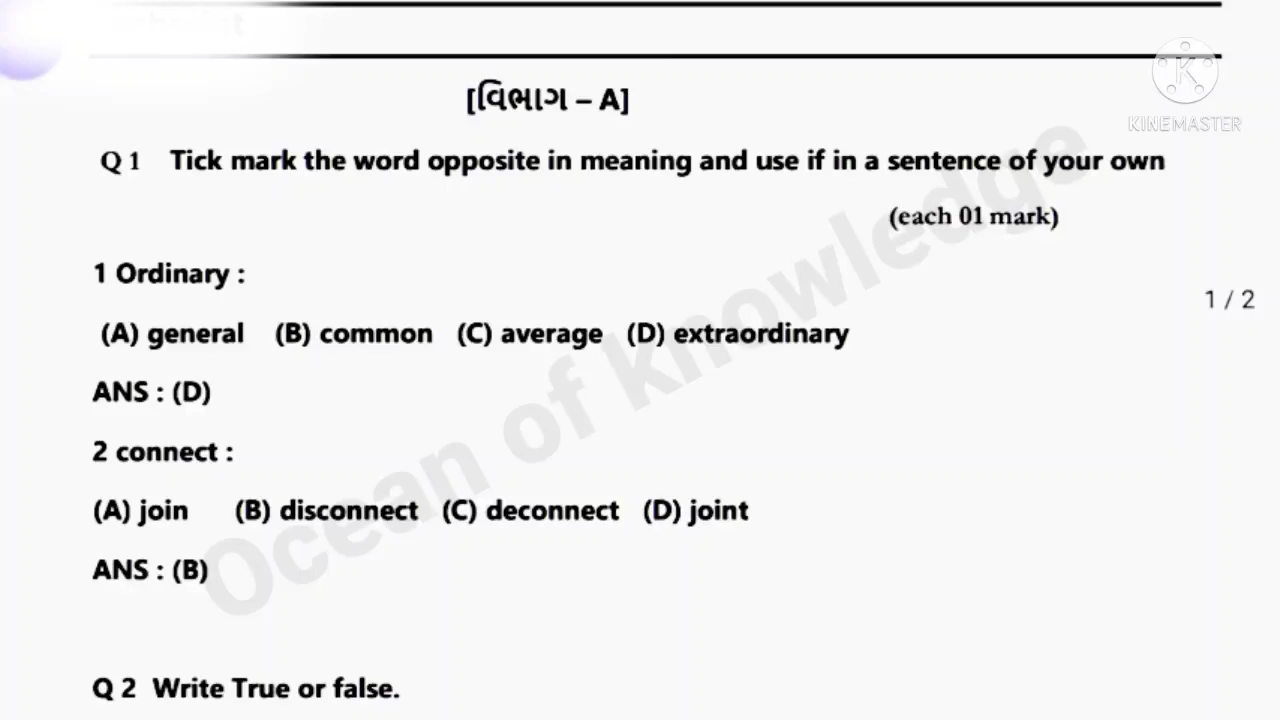 KINEMASTER
[વિભાગ – A]
Q 1 Tick mark the word opposite in meaning and use if in a sentence of your own
(each 01 mark)
1 Ordinary :
1 / 2
(A) general (B) common (C) average (D) extraordinary
ANS : (D)
2 connect :
(A) join (B) disconnect (C) deconnect (D) joint
ANS : (B)
Ocean of knowledge
Q 2 Write True or false.